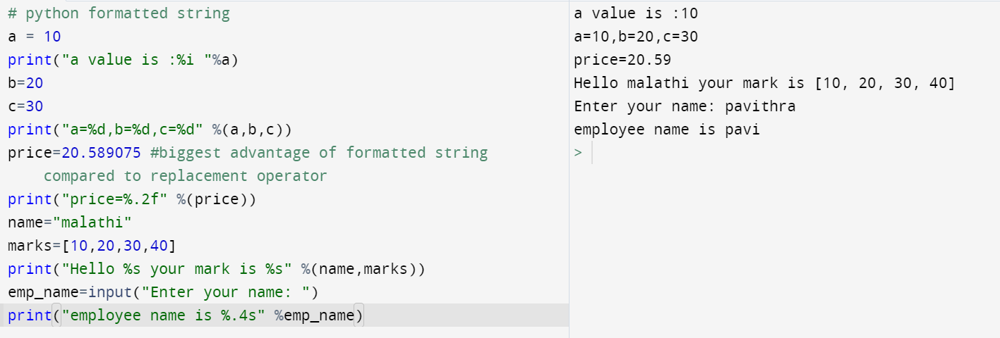 # python formatted string
a = 10
print("a value is :%i "%a)
b=20
c=30
print("a=%d,b=%d,c=%d" %(a,b,c))
price=20.589075 #biggest advantage of formatted string
compared to replacement operator
print("price=%.2f" %(price))
name="malathi"
marks=[10,20,30,40]
print("Hello %s your mark is %s" %(name,marks))
emp_name=input("Enter your name: ")
print("employee name is %.4s" %emp_name)
a value is :10
a=10,b=20,c=30
price=20.59
Hello malathi your mark is [10, 20, 30, 40]
Enter your name: pavithra
employee name is pavi
>